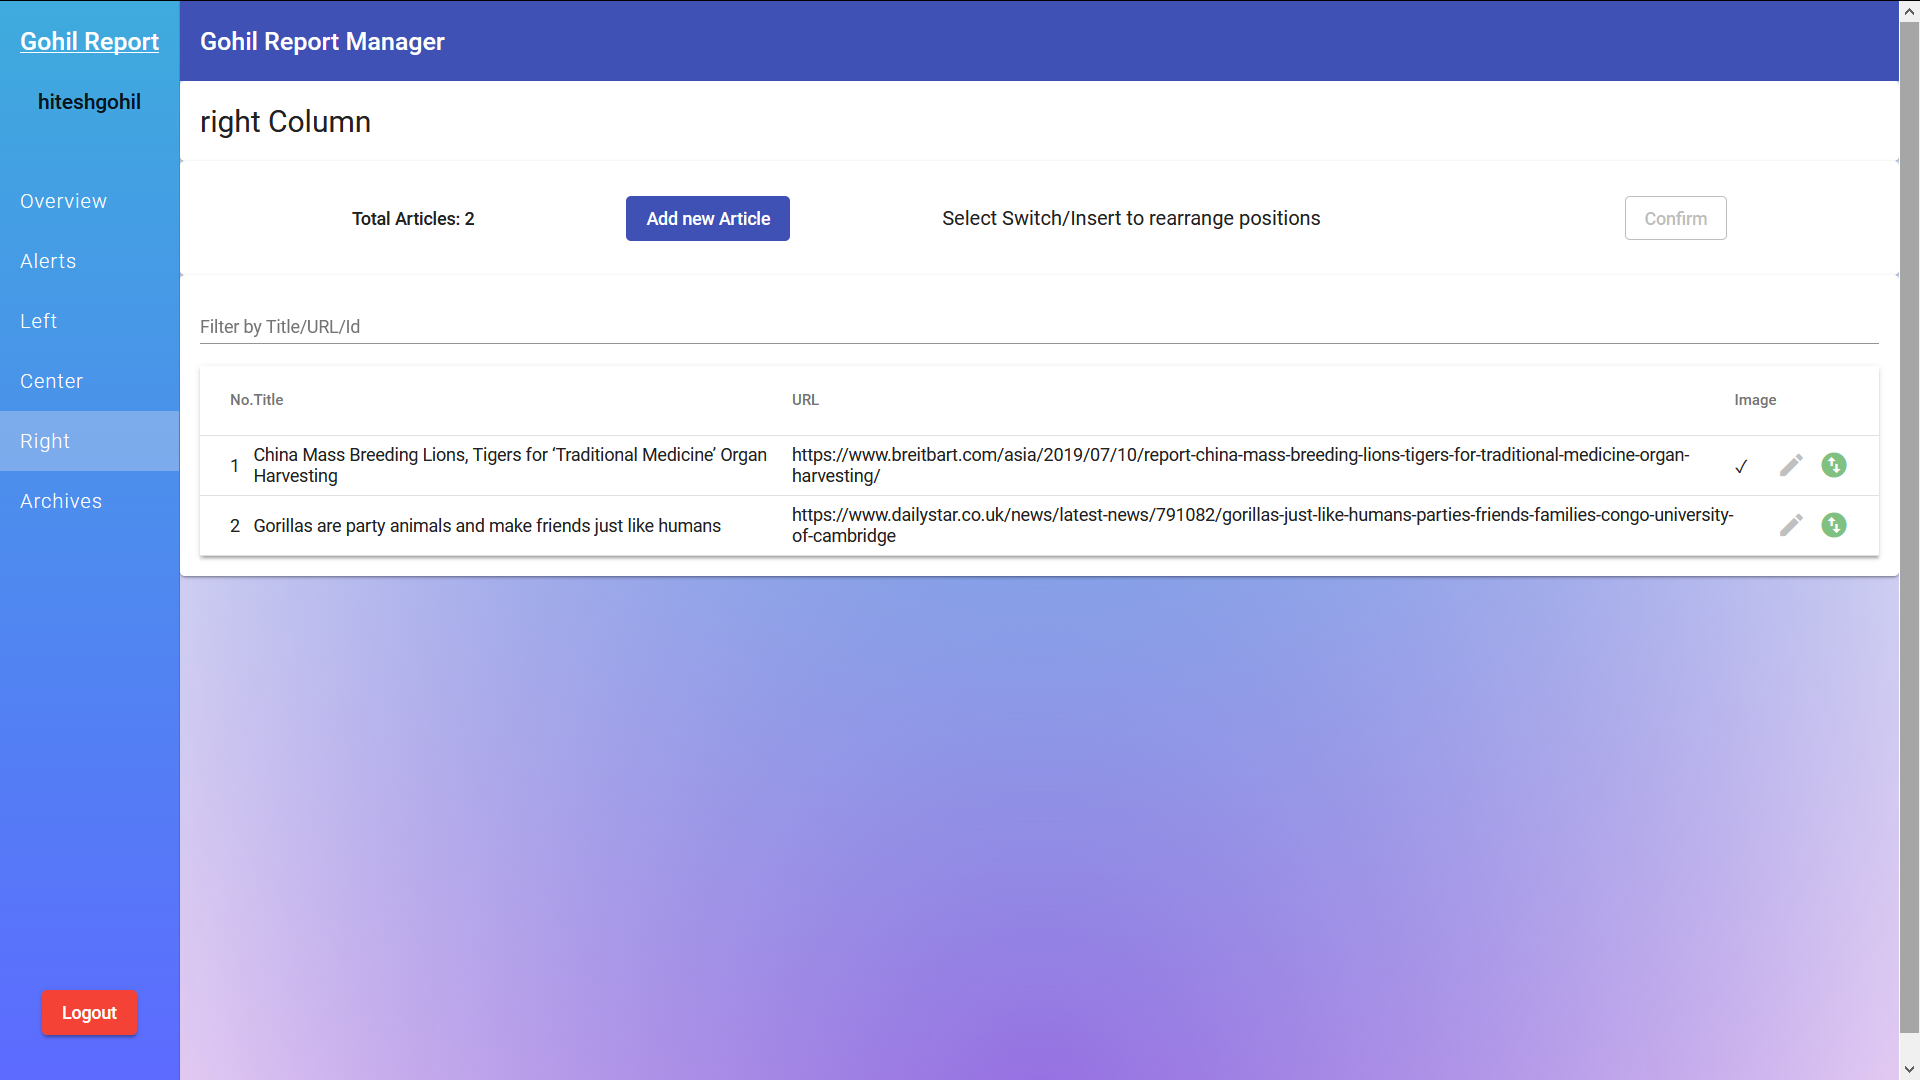 Gohil Report
Gohil Report Manager
hiteshgohil
right Column
Overview
Alerts
Left
Center
Right
Archives
Logout
Total Articles: 2
Add new Article
Select Switch/Insert to rearrange positions
Confirm
Filter by Title/URL/Id
No.Title URL Image
1 China Mass Breeding Lions, Tigers for ‘Traditional Medicine’ Organ
Harvesting
https://www.breitbart.com/asia/2019/07/10/report-china-mass-breeding-lions-tigers-for-traditional-medicine-organ-
harvesting/
✓
2 Gorillas are party animals and make friends just like humans
https://www.dailystar.co.uk/news/latest-news/791082/gorillas-just-like-humans-parties-friends-families-congo-university-
of-cambridge